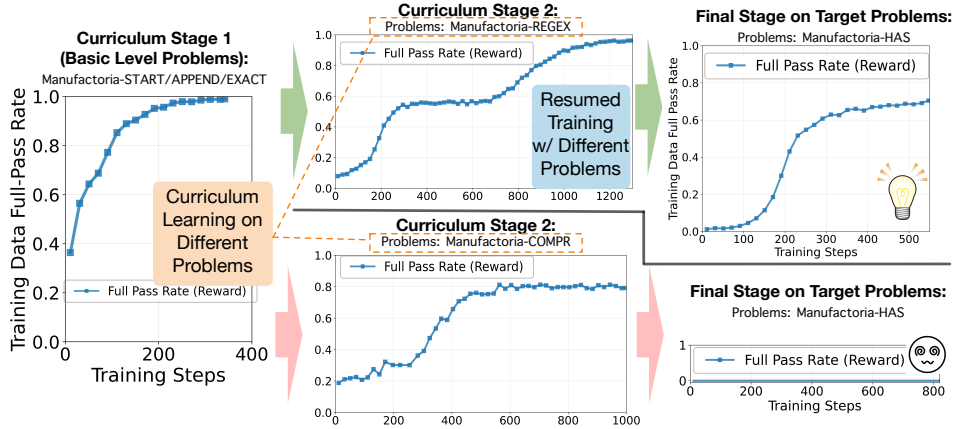 Curriculum Stage 1
(Basic Level Problems):
Manufactoria-START/APPEND/EXACT
Training Data Full-Pass Rate
1.0
0.8
0.6
0.4
0.2
0.0
Full Pass Rate (Reward)
0
200
400
Training Steps
Curriculum
Learning on
Different
Problems
Curriculum Stage 2:
Problems: Manufactoria-REGEX
1.0
0.8
0.6
0.4
0.2
0.0
Full Pass Rate (Reward)
0 200 400 600 800 1000 1200
Resumed
Training
w/ Different
Problems
Final Stage on Target Problems:
Problems: Manufactoria-HAS
Training Data Full Pass Rate
1.0
0.8
0.6
0.4
0.2
0.0
Full Pass Rate (Reward)
0 100 200 300 400 500
Training Steps
Curriculum Stage 2:
Problems: Manufactoria-COMPR
1.0
0.8
0.6
0.4
0.2
0.0
Full Pass Rate (Reward)
0 200 400 600 800 1000
Final Stage on Target Problems:
Problems: Manufactoria-HAS
1
0
Full Pass Rate (Reward)
0 200 400 600 800
Training Steps